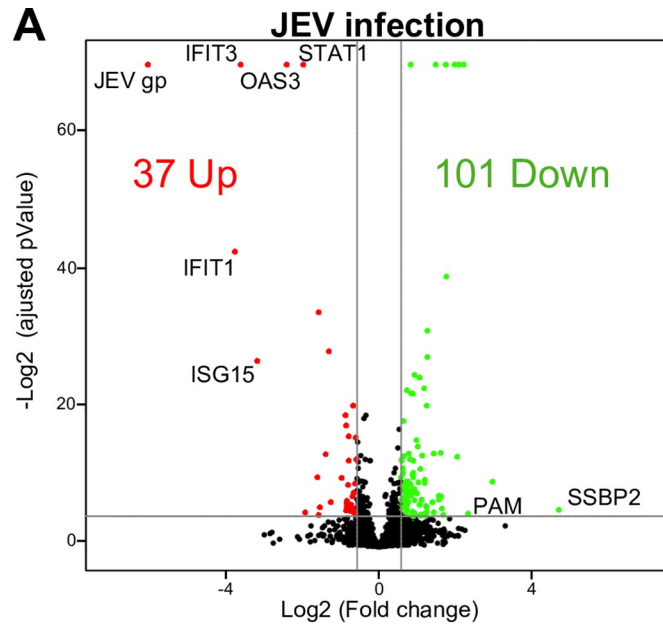 A
JEV infection
IFIT3
STAT1
JEV gp
OAS3
60
37 Up
101 Down
IFIT1
40
ISG15
20
PAM
SSBP2
0
-Log2 (ajusted pValue)
-4
0
4
Log2 (Fold change)